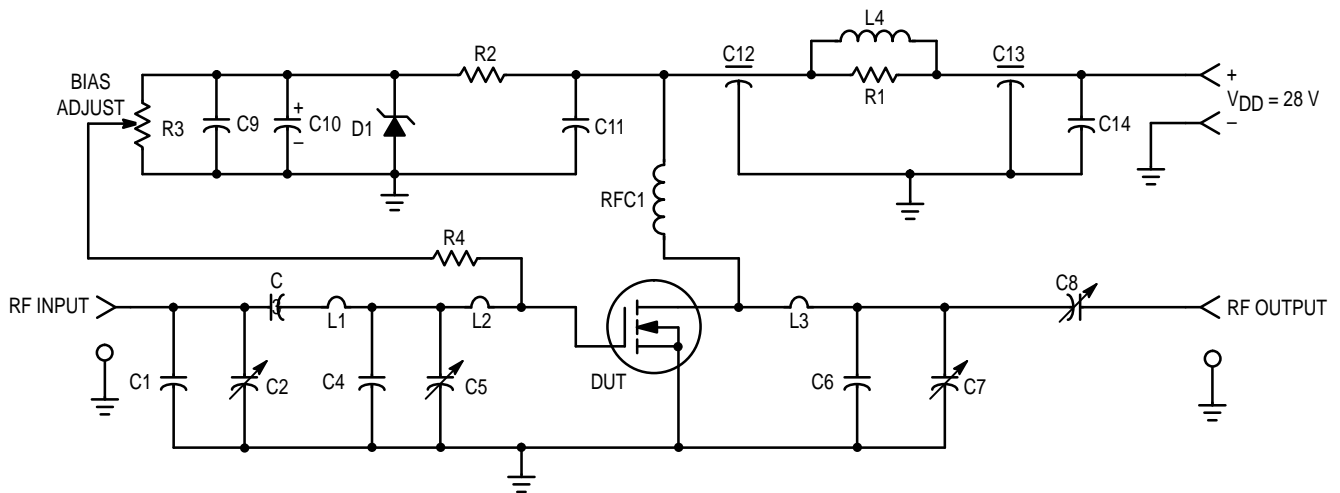 L4
C12
C13
R2
+
BIAS
ADJUST
R1
VDD = 28 V
+
R3
C9
C10
D1
C11
C14
–
–
RFC1
R4
C
3
C8
RF INPUT
L1
L2
L3
RF OUTPUT
C1
C2
C4
C5
DUT
C6
C7